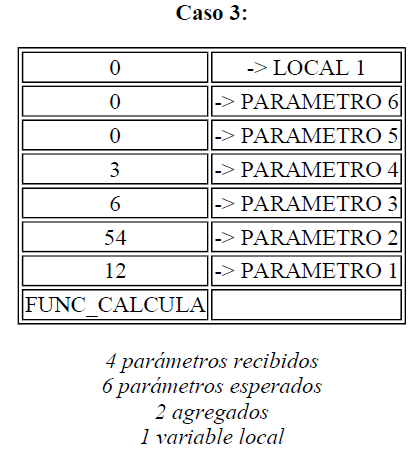 Caso 3:
0 -> LOCAL 1
0 -> PARAMETRO 6
0 -> PARAMETRO 5
3 -> PARAMETRO 4
6 -> PARAMETRO 3
54 -> PARAMETRO 2
12 -> PARAMETRO 1
FUNC_CALCULA
4 parámetros recibidos
6 parámetros esperados
2 agregados
1 variable local